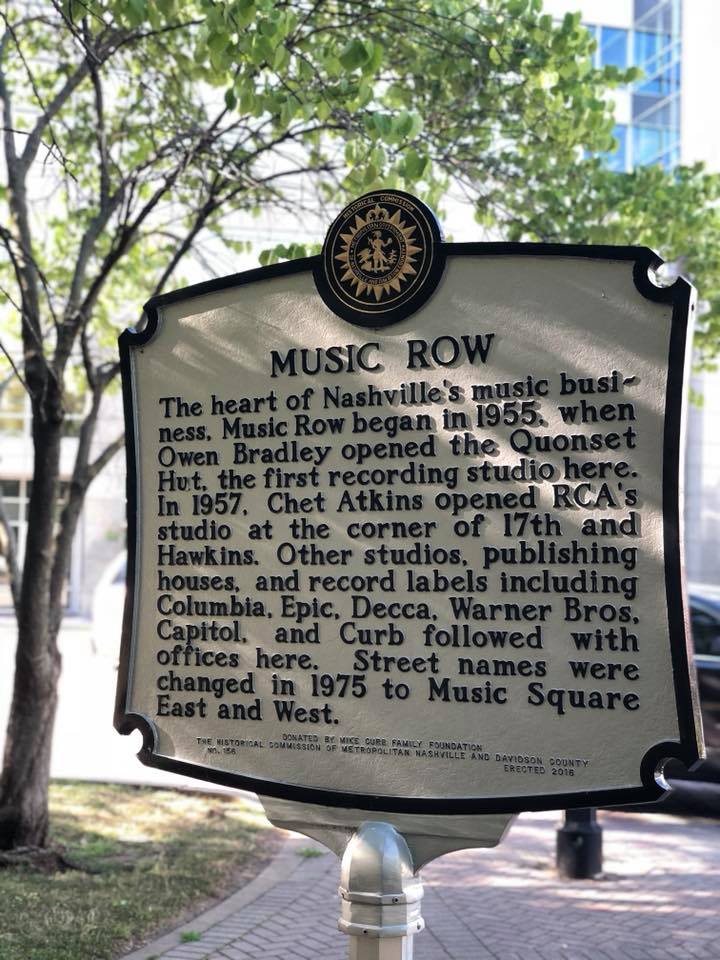 HISTORICAL COMMISSION
MUSIC ROW
The heart of Nashville's music busi-
ness, Music Row began in 1955, when
Owen Bradley opened the Quonset
Hut, the first recording studio here.
In 1957, Chet Atkins opened RCA's
studio at the corner of 17th and
Hawkins. Other studios, publishing
houses, and record labels including
Columbia, Epic, Decca, Warner Bros,
Capitol, and Curb followed with
offices here. Street names were
changed in 1975 to Music Square
East and West.
DONATED BY MIKE CURB FAMILY FOUNDATION
THE HISTORICAL COMMISSION OF METROPOLITAN NASHVILLE AND DAVIDSON COUNTY
NO. 156 ERECTED 2016